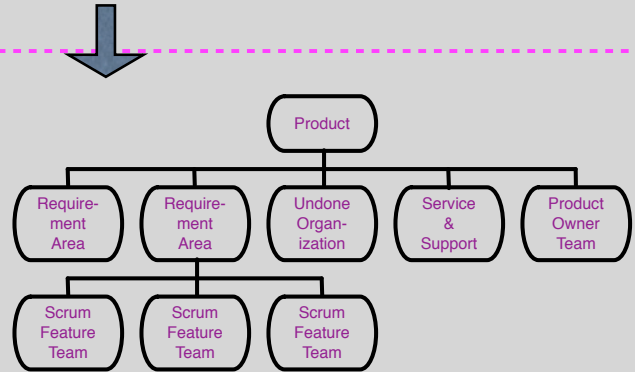 Product
Require-
ment
Area
Require-
ment
Area
Undone
Organ-
ization
Service
&
Support
Product
Owner
Team
Scrum
Feature
Team
Scrum
Feature
Team
Scrum
Feature
Team